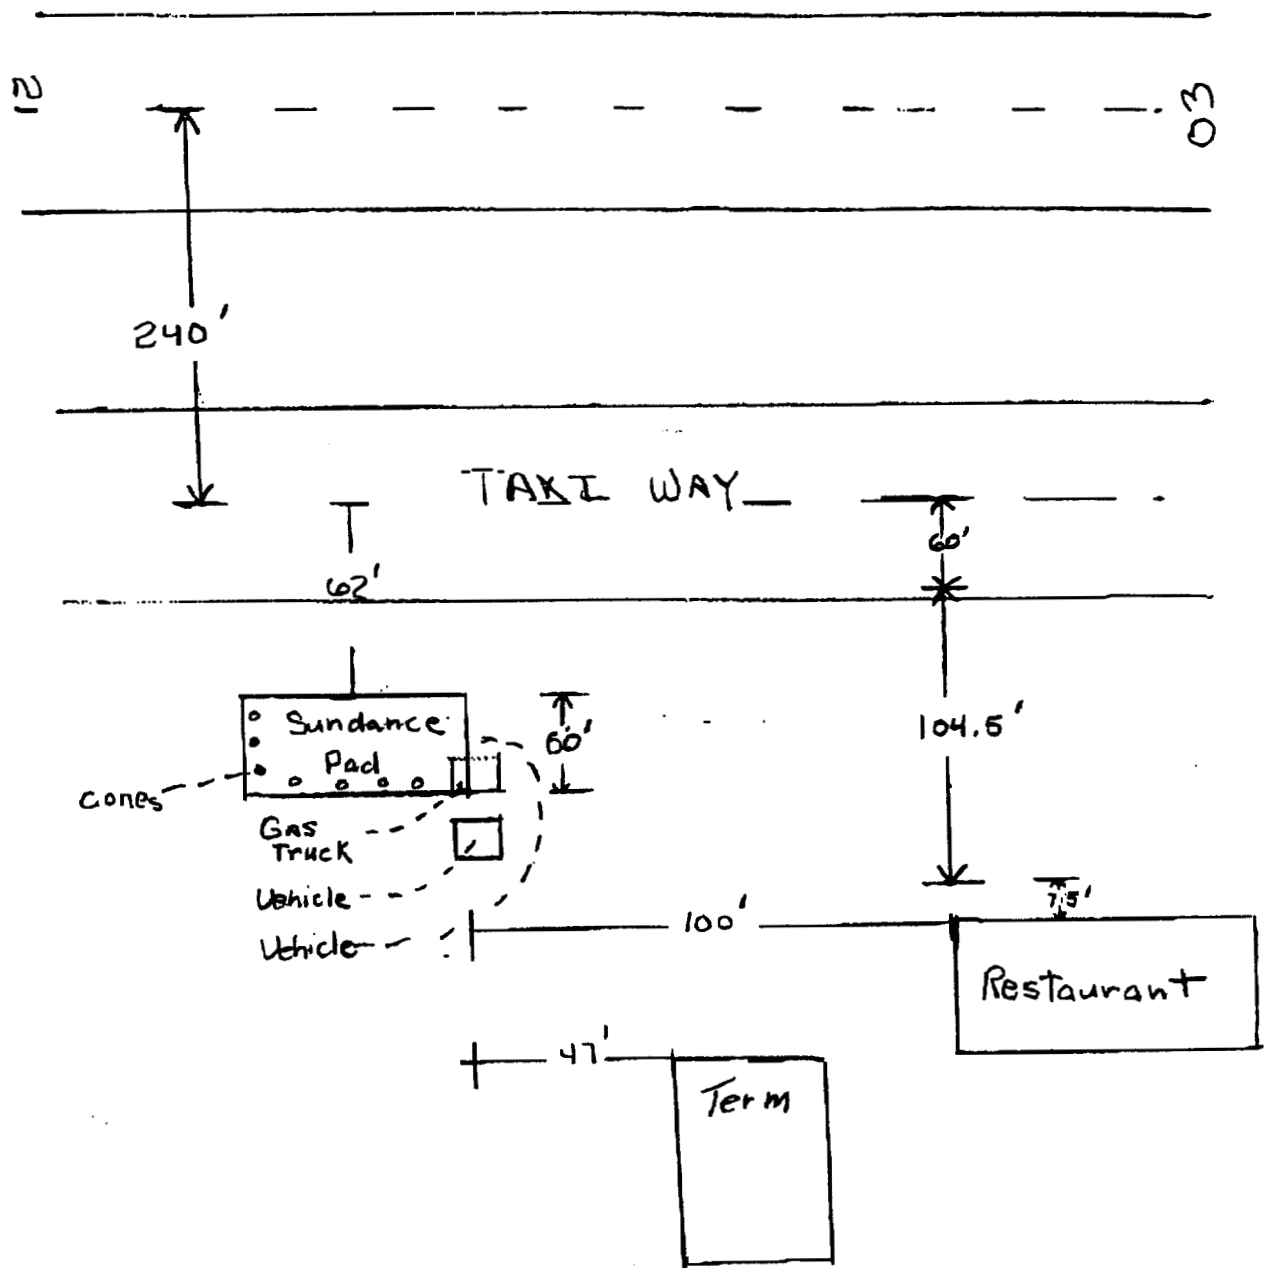 21
03
240'
TAXI WAY
60'
62'
Sundance
Pad
60'
104.5'
cones
Gas
Truck
Vehicle
Vehicle
100'
7.5'
Restaurant
47'
Term